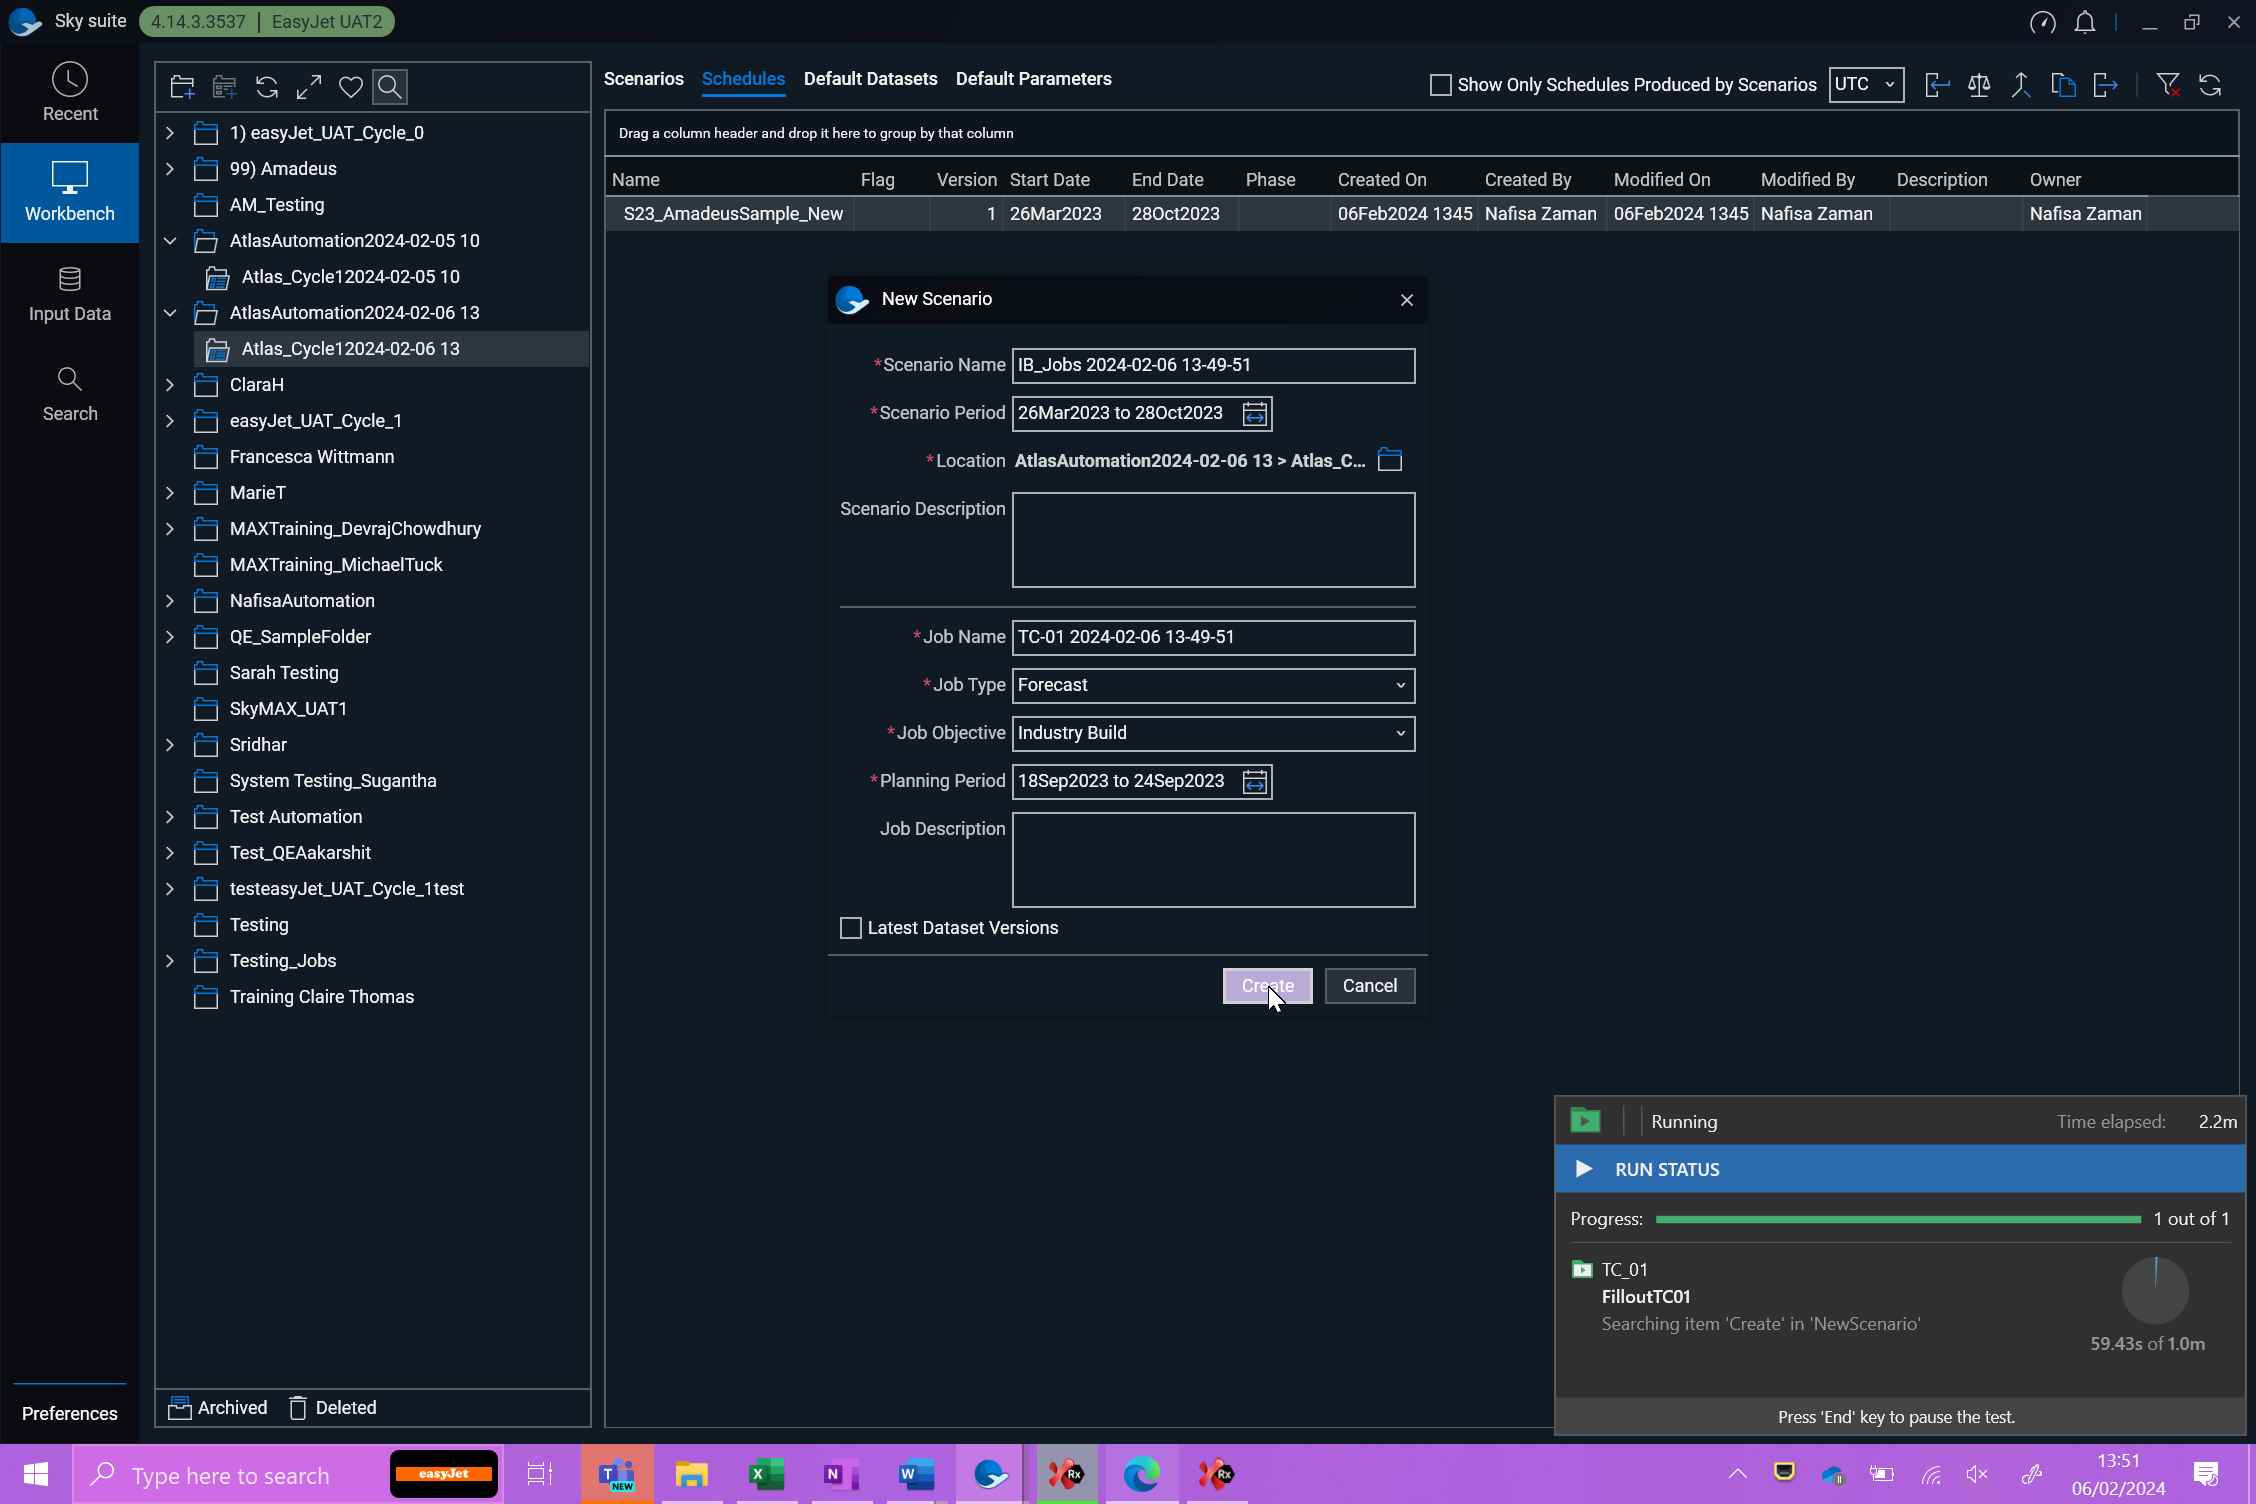 Sky suite 4.14.3.3537 | EasyJet UAT2
Recent
Workbench
Input Data
Search
Preferences
1) easyJet_UAT_Cycle_0
99) Amadeus
AM_Testing
AtlasAutomation2024-02-05 10
Atlas_Cycle12024-02-05 10
AtlasAutomation2024-02-06 13
Atlas_Cycle12024-02-06 13
ClaraH
easyJet_UAT_Cycle_1
Francesca Wittmann
MarieT
MAXTraining_DevrajChowdhury
MAXTraining_MichaelTuck
NafisaAutomation
QE_SampleFolder
Sarah Testing
SkyMAX_UAT1
Sridhar
System Testing_Sugantha
Test Automation
Test_QEAakarshit
testeasyJet_UAT_Cycle_1test
Testing
Testing_Jobs
Training Claire Thomas
Archived Deleted
Scenarios Schedules Default Datasets Default Parameters
Show Only Schedules Produced by Scenarios UTC
Drag a column header and drop it here to group by that column
Name Flag Version Start Date End Date Phase Created On Created By Modified On Modified By Description Owner
S23_AmadeusSample_New 1 26Mar2023 28Oct2023 06Feb2024 1345 Nafisa Zaman 06Feb2024 1345 Nafisa Zaman Nafisa Zaman
New Scenario
*Scenario Name IB_Jobs 2024-02-06 13-49-51
*Scenario Period 26Mar2023 to 28Oct2023
*Location AtlasAutomation2024-02-06 13 > Atlas_C...
Scenario Description
*Job Name TC-01 2024-02-06 13-49-51
*Job Type Forecast
*Job Objective Industry Build
*Planning Period 18Sep2023 to 24Sep2023
Job Description
Latest Dataset Versions
Create Cancel
Running Time elapsed: 2.2m
RUN STATUS
Progress: 1 out of 1
TC_01
FilloutTC01
Searching item 'Create' in 'NewScenario'
59.43s of 1.0m
Press 'End' key to pause the test.
Type here to search
easyJet
T
NEW
X
N
W
Rx
Rx
13:51
06/02/2024